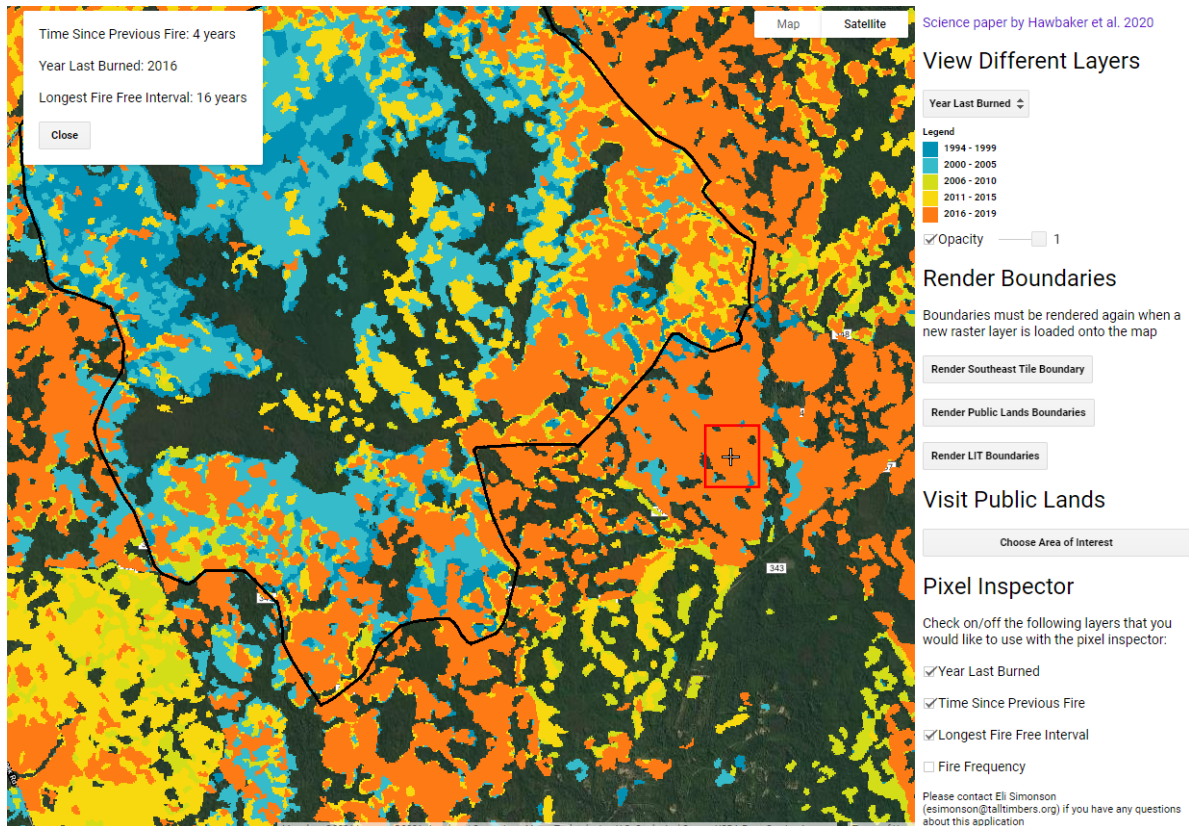 Time Since Previous Fire: 4 years
Year Last Burned: 2016
Longest Fire Free Interval: 16 years
Close
Map
Satellite
343
Science paper by Hawbaker et al. 2020
View Different Layers
Year Last Burned
Legend
1994 - 1999
2000 - 2005
2006 - 2010
2011 - 2015
2016 - 2019
Opacity
1
Render Boundaries
Boundaries must be rendered again when a
new raster layer is loaded onto the map
Render Southeast Tile Boundary
Render Public Lands Boundaries
Render LIT Boundaries
Visit Public Lands
Choose Area of Interest
Pixel Inspector
Check on/off the following layers that you
would like to use with the pixel inspector:
Year Last Burned
Time Since Previous Fire
Longest Fire Free Interval
Fire Frequency
Please contact Eli Simonson
(esimonson@talltimbers.org) if you have any questions
about this application